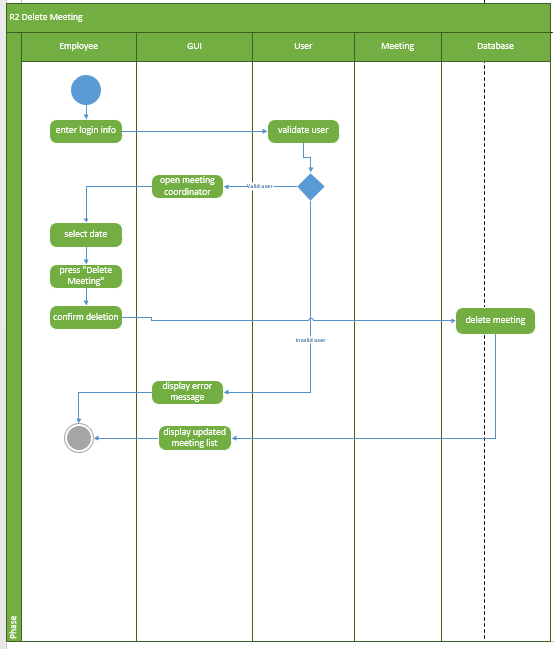 R2 Delete Meeting
Employee
GUI
User
Meeting
Database
enter login info
validate user
open meeting
coordinator
Valid user
select date
press "Delete
Meeting"
confirm deletion
delete meeting
Invalid user
display error
message
display updated
meeting list
Phase